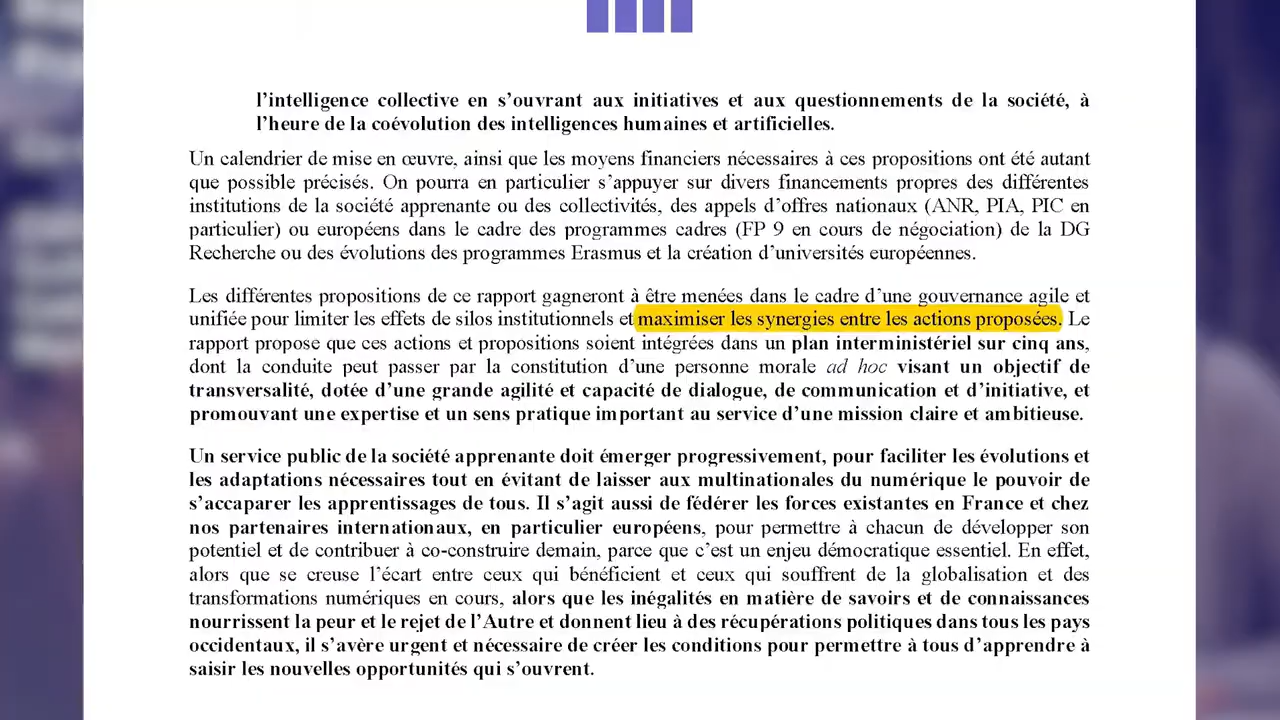 l’intelligence collective en s’ouvrant aux initiatives et aux questionnements de la société, à
l’heure de la coévolution des intelligences humaines et artificielles.
Un calendrier de mise en œuvre, ainsi que les moyens financiers nécessaires à ces propositions ont été autant
que possible précisés. On pourra en particulier s’appuyer sur divers financements propres des différentes
institutions de la société apprenante ou des collectivités, des appels d’offres nationaux (ANR, PIA, PIC en
particulier) ou européens dans le cadre des programmes cadres (FP 9 en cours de négociation) de la DG
Recherche ou des évolutions des programmes Erasmus et la création d’universités européennes.
Les différentes propositions de ce rapport gagneront à être menées dans le cadre d’une gouvernance agile et
unifiée pour limiter les effets de silos institutionnels et maximiser les synergies entre les actions proposées. Le
rapport propose que ces actions et propositions soient intégrées dans un plan interministériel sur cinq ans,
dont la conduite peut passer par la constitution d’une personne morale ad hoc visant un objectif de
transversalité, dotée d’une grande agilité et capacité de dialogue, de communication et d’initiative, et
promouvant une expertise et un sens pratique important au service d’une mission claire et ambitieuse.
Un service public de la société apprenante doit émerger progressivement, pour faciliter les évolutions et
les adaptations nécessaires tout en évitant de laisser aux multinationales du numérique le pouvoir de
s’accaparer les apprentissages de tous. Il s’agit aussi de fédérer les forces existantes en France et chez
nos partenaires internationaux, en particulier européens, pour permettre à chacun de développer son
potentiel et de contribuer à co-construire demain, parce que c’est un enjeu démocratique essentiel. En effet,
alors que se creuse l’écart entre ceux qui bénéficient et ceux qui souffrent de la globalisation et des
transformations numériques en cours, alors que les inégalités en matière de savoirs et de connaissances
nourrissent la peur et le rejet de l’Autre et donnent lieu à des récupérations politiques dans tous les pays
occidentaux, il s’avère urgent et nécessaire de créer les conditions pour permettre à tous d’apprendre à
saisir les nouvelles opportunités qui s’ouvrent.